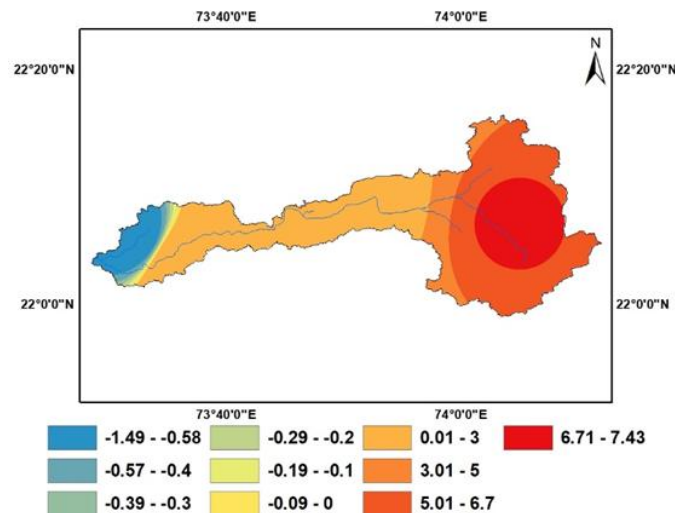 73°40'0"E 74°0'0"E
N
22°20'0"N 22°20'0"N
22°0'0"N 22°0'0"N
73°40'0"E 74°0'0"E
-1.49 - -0.58 -0.29 - -0.2 0.01 - 3 6.71 - 7.43
-0.57 - -0.4 -0.19 - -0.1 3.01 - 5
-0.39 - -0.3 -0.09 - 0 5.01 - 6.7